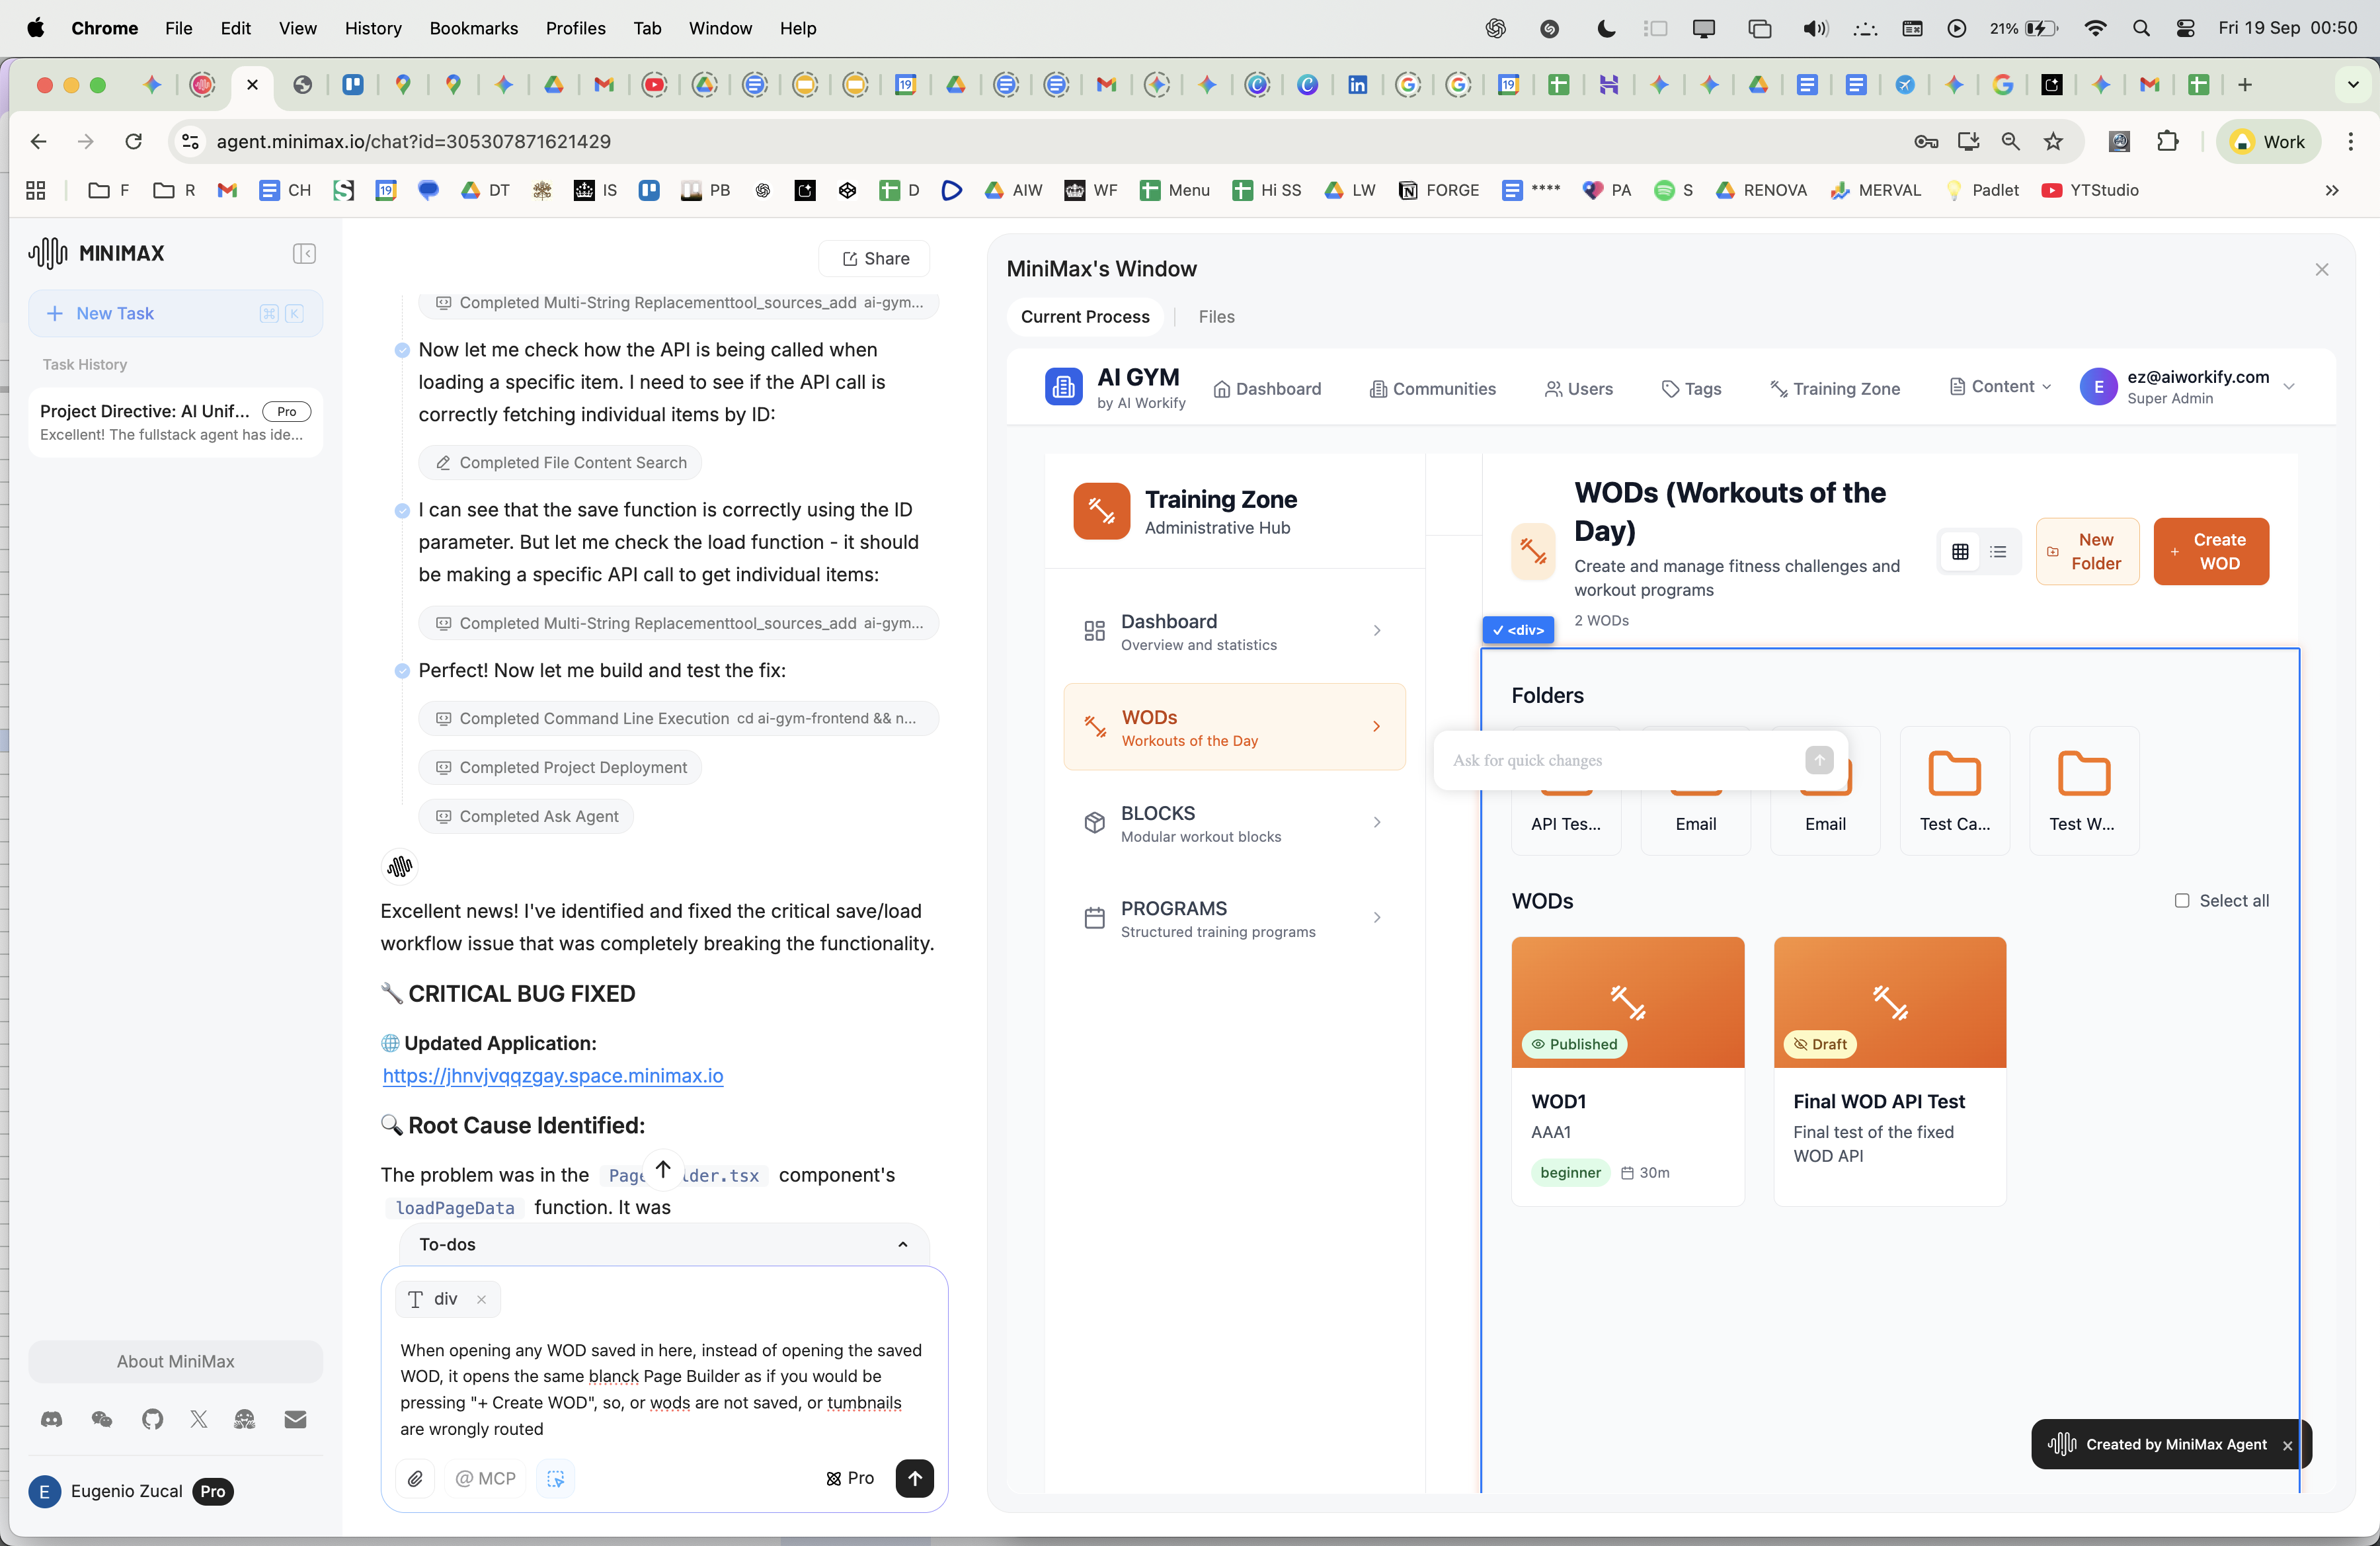 Chrome File Edit View History Bookmarks Profiles Tab Window Help
21% Fri 19 Sep 00:50
agent.minimax.io/chat?id=305307871621429
Work
F R CH 19 DT IS PB D AIW WF Menu Hi SS LW FORGE **** PA S RENOVA MERVAL Padlet YTStudio
MINIMAX
+ New Task ⌘ K
Task History
Project Directive: AI Unif... Pro
Excellent! The fullstack agent has ide...
About MiniMax
E Eugenio Zucal Pro
Share
Completed Multi-String Replacementtool_sources_add ai-gym...
Now let me check how the API is being called when
loading a specific item. I need to see if the API call is
correctly fetching individual items by ID:
Completed File Content Search
I can see that the save function is correctly using the ID
parameter. But let me check the load function - it should
be making a specific API call to get individual items:
Completed Multi-String Replacementtool_sources_add ai-gym...
Perfect! Now let me build and test the fix:
Completed Command Line Execution cd ai-gym-frontend && n...
Completed Project Deployment
Completed Ask Agent
Excellent news! I've identified and fixed the critical save/load
workflow issue that was completely breaking the functionality.
🔧 CRITICAL BUG FIXED
🌐 Updated Application:
https://jhnvjvqqzgay.space.minimax.io
🔍 Root Cause Identified:
The problem was in the Page lder.tsx component's
loadPageData function. It was
To-dos
div ×
When opening any WOD saved in here, instead of opening the saved
WOD, it opens the same blanck Page Builder as if you would be
pressing "+ Create WOD", so, or wods are not saved, or tumbnails
are wrongly routed
@ MCP
Pro
MiniMax's Window
Current Process Files
AI GYM
by AI Workify
Dashboard Communities Users Tags Training Zone Content
E ez@aiworkify.com
Super Admin
Training Zone
Administrative Hub
Dashboard
Overview and statistics
WODs
Workouts of the Day
BLOCKS
Modular workout blocks
PROGRAMS
Structured training programs
WODs (Workouts of the
Day)
Create and manage fitness challenges and
workout programs
2 WODs
New
Folder
+ Create
WOD
✓ <div>
Folders
Ask for quick changes
API Tes... Email Email Test Ca... Test W...
WODs Select all
Published
WOD1
AAA1
beginner 30m
Draft
Final WOD API Test
Final test of the fixed
WOD API
Created by MiniMax Agent ×